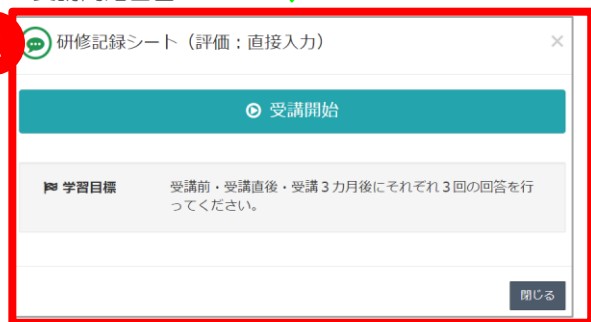 研修記録シート（評価：直接入力）
×
受講開始
学習目標
受講前・受講直後・受講３カ月後にそれぞれ３回の回答を行
ってください。
閉じる